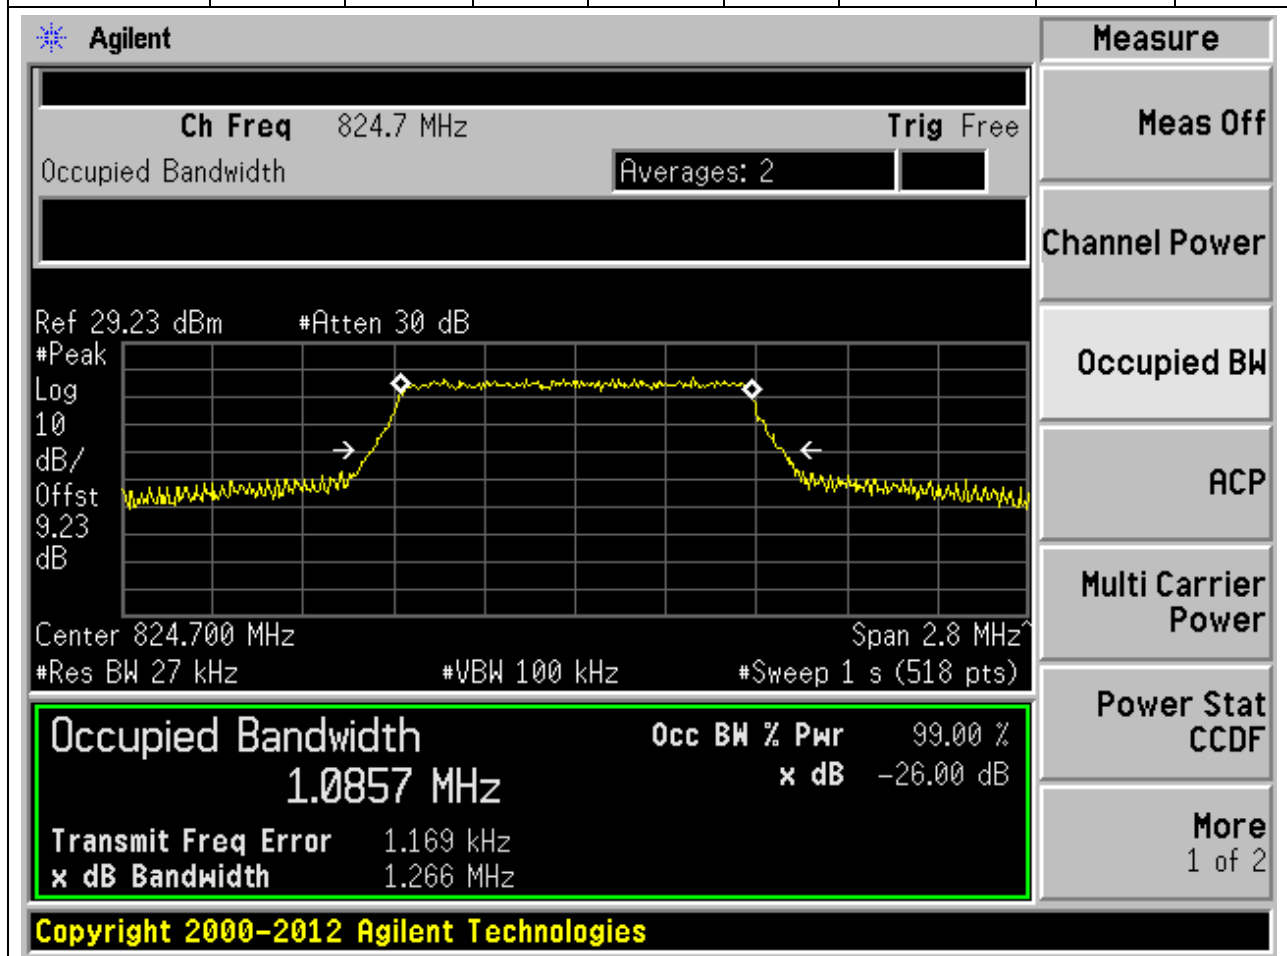 Agilent
Measure
Ch Freq 824.7 MHz Trig Free
Occupied Bandwidth Averages: 2
Ref 29.23 dBm #Atten 30 dB
#Peak
Log
10
dB/
Offst
9.23
dB
Center 824.700 MHz Span 2.8 MHz^
#Res BW 27 kHz #VBW 100 kHz #Sweep 1 s (518 pts)
Occupied Bandwidth Occ BW % Pwr 99.00 %
1.0857 MHz x dB -26.00 dB
Transmit Freq Error 1.169 kHz
x dB Bandwidth 1.266 MHz
Copyright 2000-2012 Agilent Technologies
Meas Off
Channel Power
Occupied BW
ACP
Multi Carrier
Power
Power Stat
CCDF
More
1 of 2